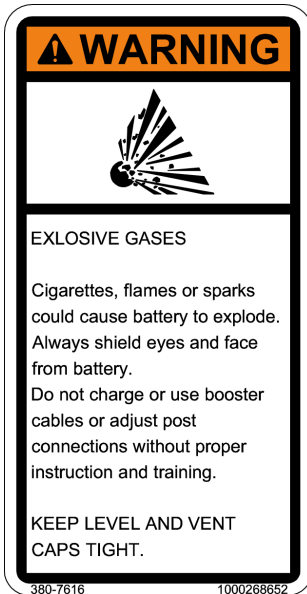 WARNING
EXLOSIVE GASES
Cigarettes, flames or sparks
could cause battery to explode.
Always shield eyes and face
from battery.
Do not charge or use booster
cables or adjust post
connections without proper
instruction and training.
KEEP LEVEL AND VENT
CAPS TIGHT.
380-7616 1000268652